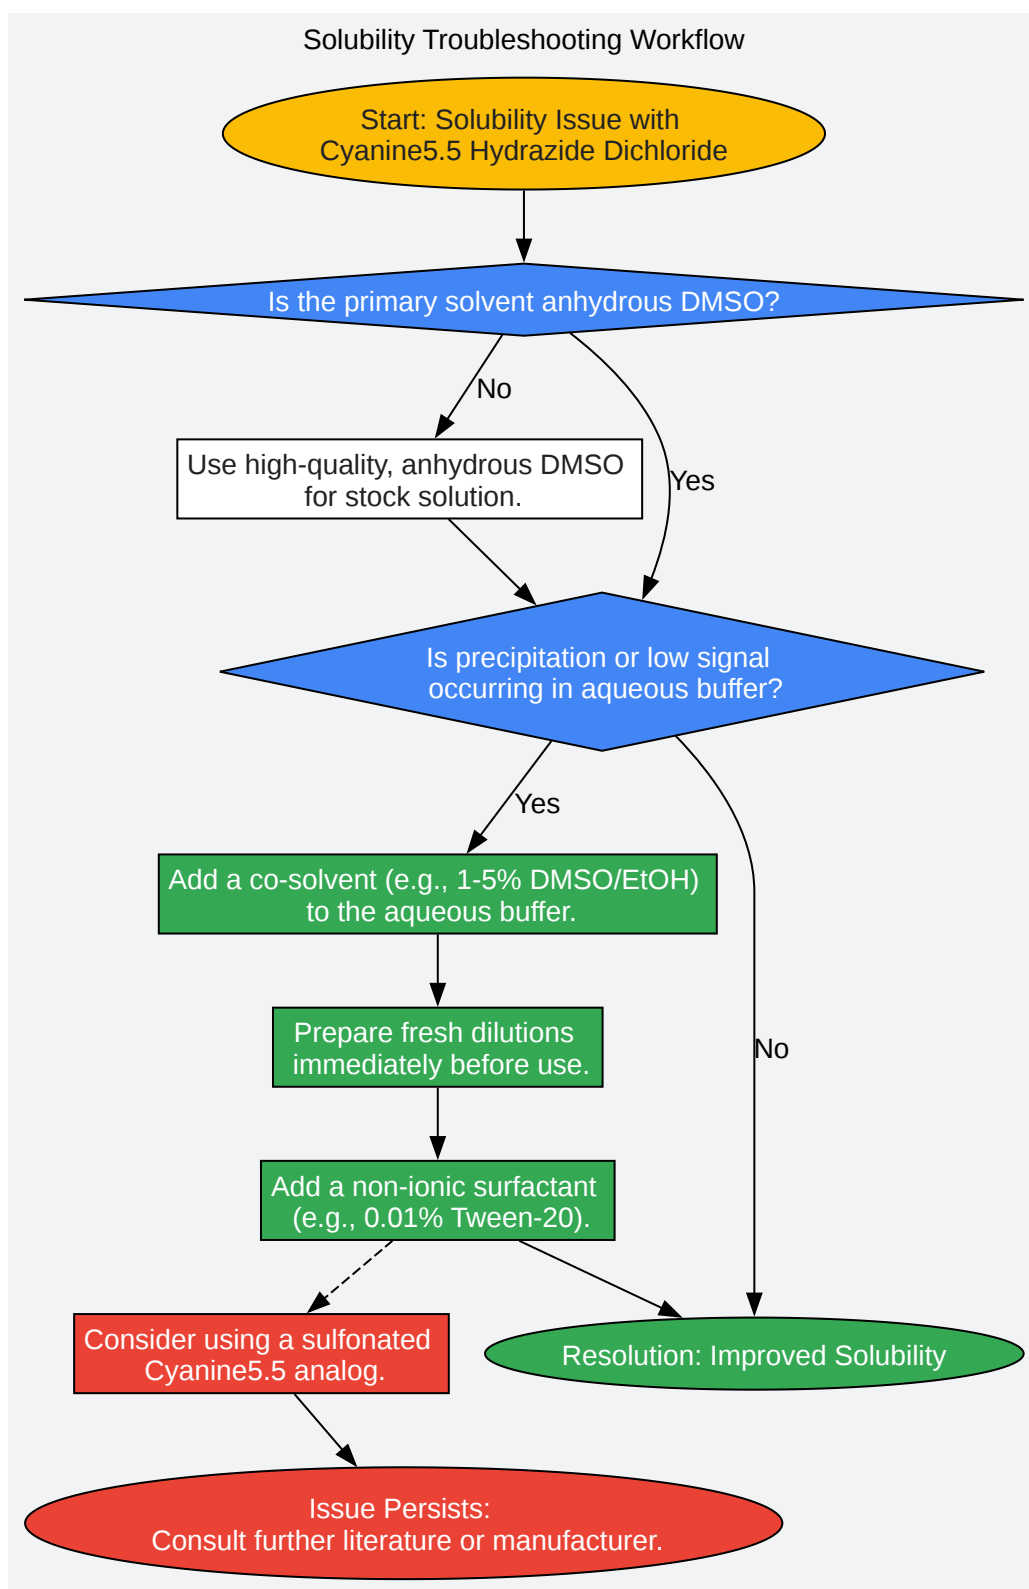 Solubility Troubleshooting Workflow
Start: Solubility Issue with
Cyanine5.5 Hydrazide Dichloride
Is the primary solvent anhydrous DMSO?
No
Use high-quality, anhydrous DMSO
for stock solution.
Yes
Is precipitation or low signal
occurring in aqueous buffer?
Yes
Add a co-solvent (e.g., 1-5% DMSO/EtOH)
to the aqueous buffer.
Prepare fresh dilutions
immediately before use.
No
Add a non-ionic surfactant
(e.g., 0.01% Tween-20).
Consider using a sulfonated
Cyanine5.5 analog.
Resolution: Improved Solubility
Issue Persists:
Consult further literature or manufacturer.